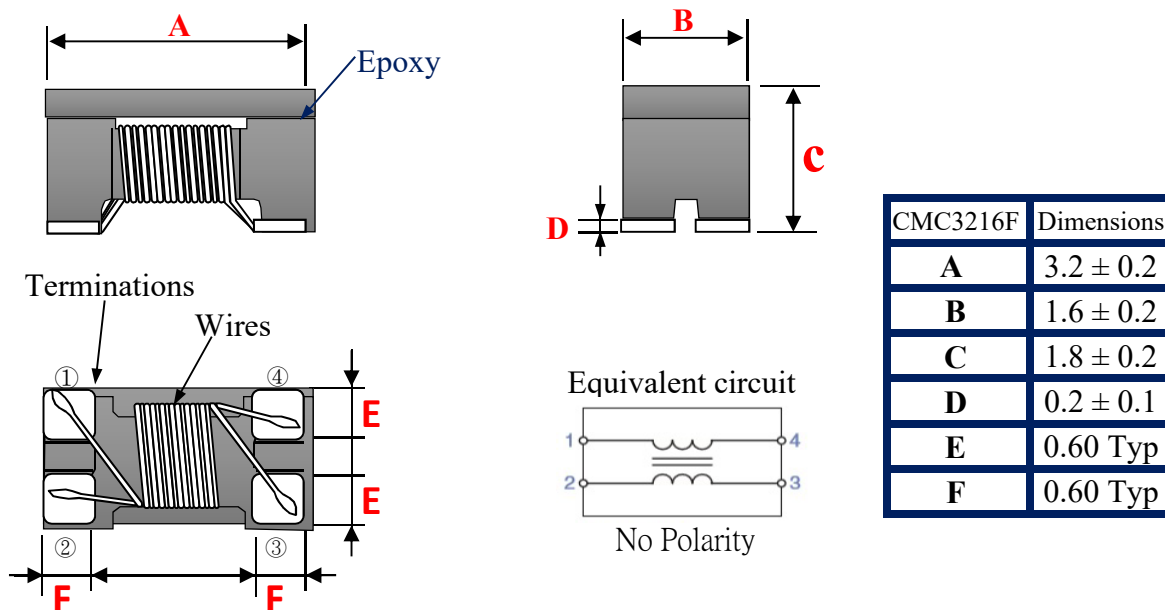 A
Epoxy
B
C
D
Terminations
Wires
① ④
E
E
② ③
F F
Equivalent circuit
1 4
2 3
No Polarity
CMC3216F Dimensions
A 3.2 ± 0.2
B 1.6 ± 0.2
C 1.8 ± 0.2
D 0.2 ± 0.1
E 0.60 Typ
F 0.60 Typ